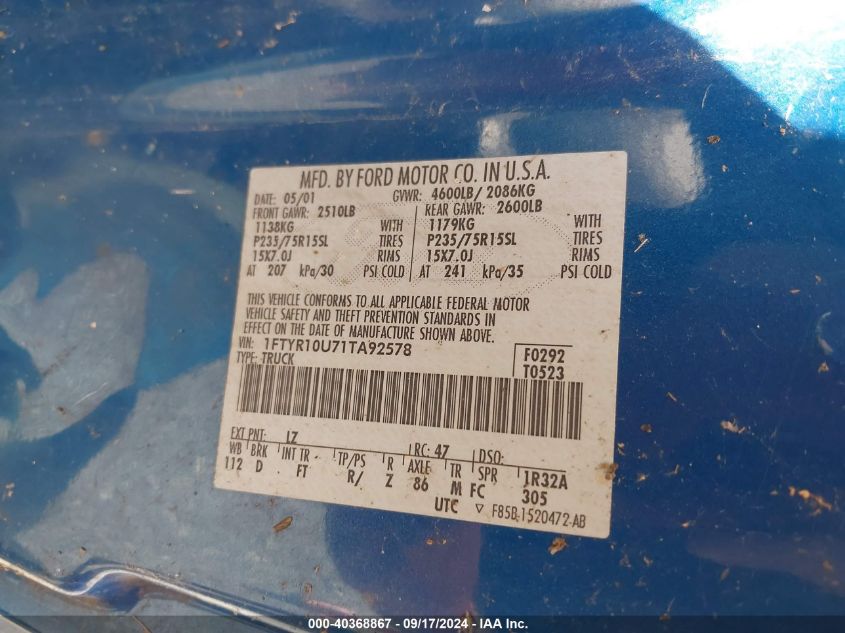 MFD. BY FORD MOTOR CO. IN U.S.A.
DATE: 05/01 GVWR: 4600LB/ 2086KG
FRONT GAWR: 2510LB REAR GAWR: 2600LB
1138KG WITH 1179KG WITH
P235/75R15SL TIRES P235/75R15SL TIRES
15X7.0J RIMS 15X7.0J RIMS
AT 207 kPa/30 PSI COLD AT 241 kPa/35 PSI COLD
THIS VEHICLE CONFORMS TO ALL APPLICABLE FEDERAL MOTOR
VEHICLE SAFETY AND THEFT PREVENTION STANDARDS IN
EFFECT ON THE DATE OF MANUFACTURE SHOWN ABOVE.
VIN: 1FTYR10U71TA92578 F0292
TYPE: TRUCK T0523
EXT PNT: LZ RC: 47 DSO:
WB BRK INT TR TP/PS R AXLE TR SPR 1R32A
112 D FT R/ Z 86 M FC 305
UTC ▽ F85B-1520472-AB
000-40368867 - 09/17/2024 - IAA Inc.